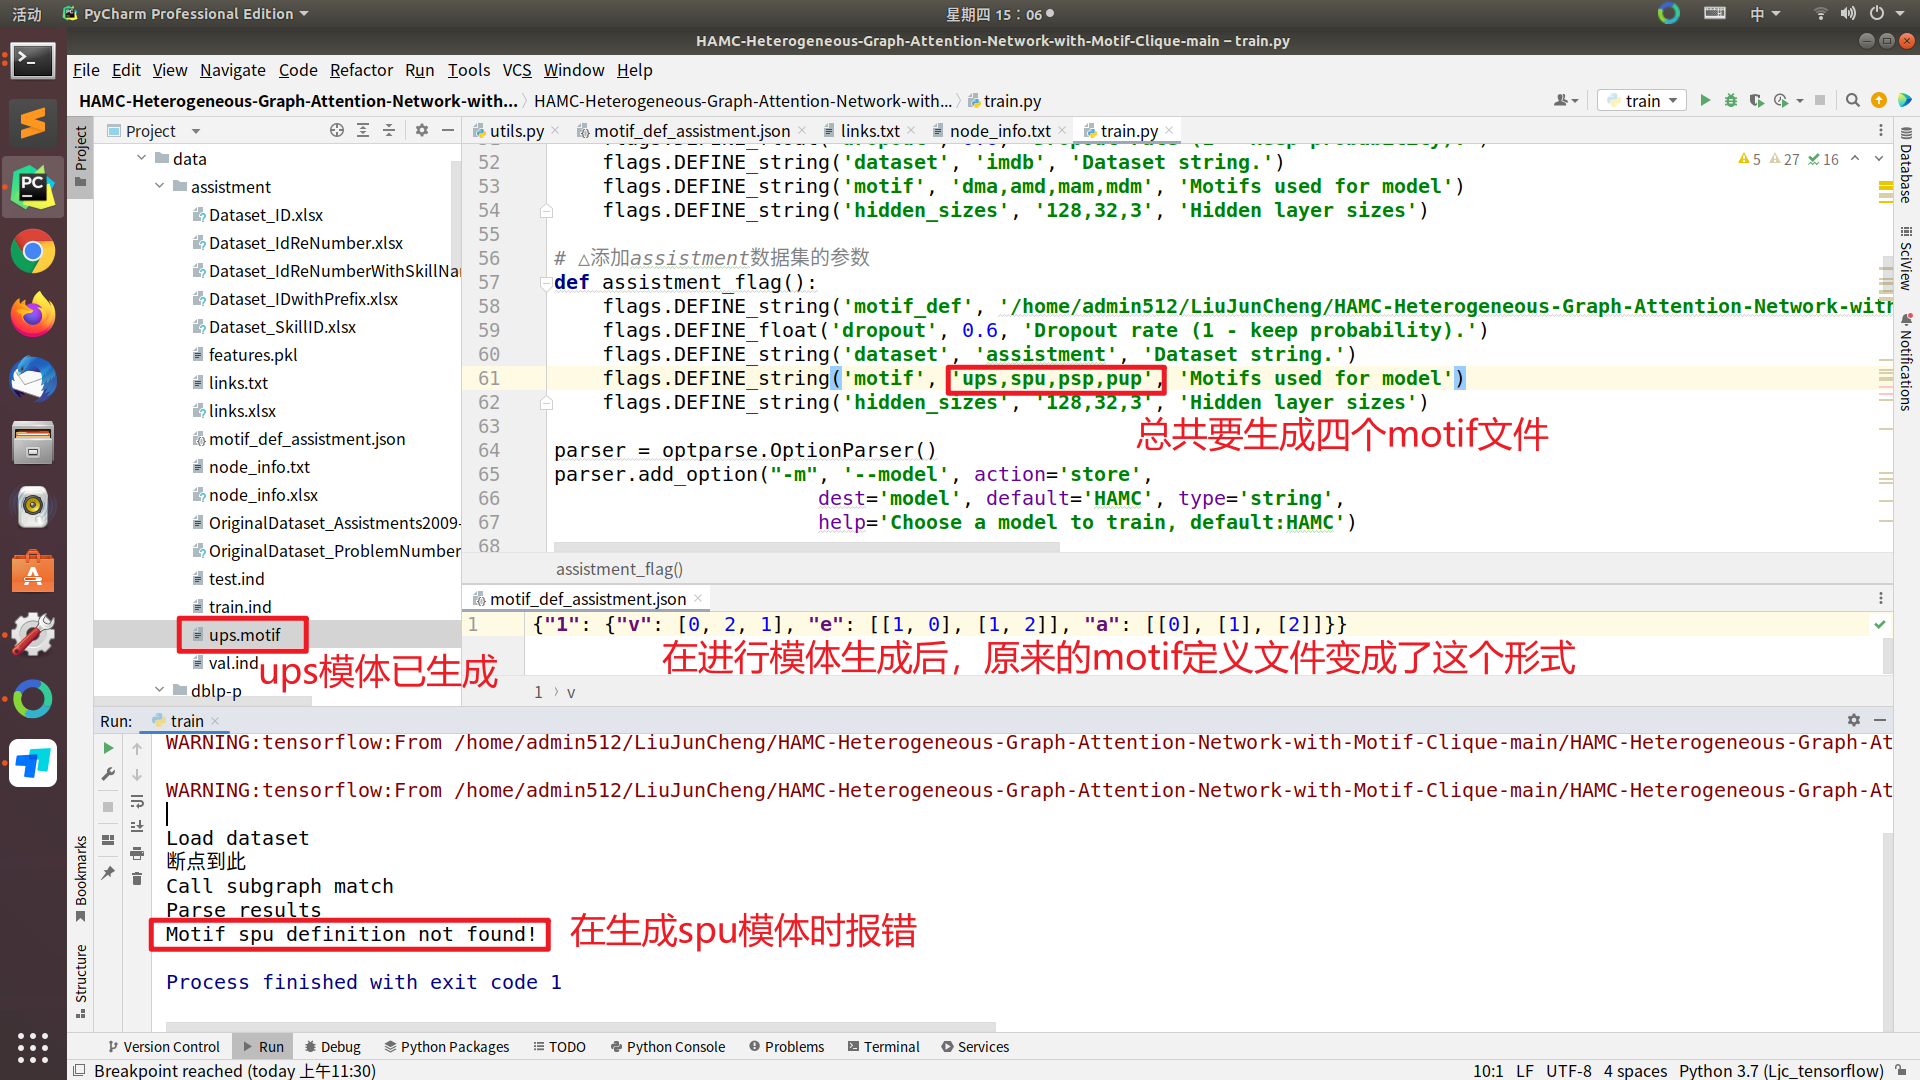 活动
PyCharm Professional Edition
星期四 15：06
中
HAMC-Heterogeneous-Graph-Attention-Network-with-Motif-Clique-main – train.py
File Edit View Navigate Code Refactor Run Tools VCS Window Help
HAMC-Heterogeneous-Graph-Attention-Network-with... HAMC-Heterogeneous-Graph-Attention-Network-with... train.py
train
Project
Project
data
assistment
Dataset_ID.xlsx
Dataset_IdReNumber.xlsx
Dataset_IdReNumberWithSkillNa
Dataset_IDwithPrefix.xlsx
Dataset_SkillID.xlsx
features.pkl
links.txt
links.xlsx
motif_def_assistment.json
node_info.txt
node_info.xlsx
OriginalDataset_Assistments2009-
OriginalDataset_ProblemNumber
test.ind
train.ind
ups.motif
val.ind
dblp-p
ups模体已生成
utils.py motif_def_assistment.json links.txt node_info.txt train.py
5 27 16
52 flags.DEFINE_string('dataset', 'imdb', 'Dataset string.')
53 flags.DEFINE_string('motif', 'dma,amd,mam,mdm', 'Motifs used for model')
54 flags.DEFINE_string('hidden_sizes', '128,32,3', 'Hidden layer sizes')
55
56 # △添加assistment数据集的参数
57 def assistment_flag():
58 flags.DEFINE_string('motif_def', '/home/admin512/LiuJunCheng/HAMC-Heterogeneous-Graph-Attention-Network-with
59 flags.DEFINE_float('dropout', 0.6, 'Dropout rate (1 - keep probability).')
60 flags.DEFINE_string('dataset', 'assistment', 'Dataset string.')
61 flags.DEFINE_string('motif', 'ups,spu,psp,pup', 'Motifs used for model')
62 flags.DEFINE_string('hidden_sizes', '128,32,3', 'Hidden layer sizes')
63
总共要生成四个motif文件
64 parser = optparse.OptionParser()
65 parser.add_option("-m", '--model', action='store',
66 dest='model', default='HAMC', type='string',
67 help='Choose a model to train, default:HAMC')
68
assistment_flag()
Database
SciView
Notifications
motif_def_assistment.json
1 {"1": {"v": [0, 2, 1], "e": [[1, 0], [1, 2]], "a": [[0], [1], [2]]}}
在进行模体生成后，原来的motif定义文件变成了这个形式
1 › v
Run: train
WARNING:tensorflow:From /home/admin512/LiuJunCheng/HAMC-Heterogeneous-Graph-Attention-Network-with-Motif-Clique-main/HAMC-Heterogeneous-Graph-At
WARNING:tensorflow:From /home/admin512/LiuJunCheng/HAMC-Heterogeneous-Graph-Attention-Network-with-Motif-Clique-main/HAMC-Heterogeneous-Graph-At
Load dataset
断点到此
Call subgraph match
Parse results
Motif spu definition not found!
在生成spu模体时报错
Process finished with exit code 1
Bookmarks
Structure
Version Control Run Debug Python Packages TODO Python Console Problems Terminal Services
Breakpoint reached (today 上午11:30)
10:1 LF UTF-8 4 spaces Python 3.7 (Ljc_tensorflow)